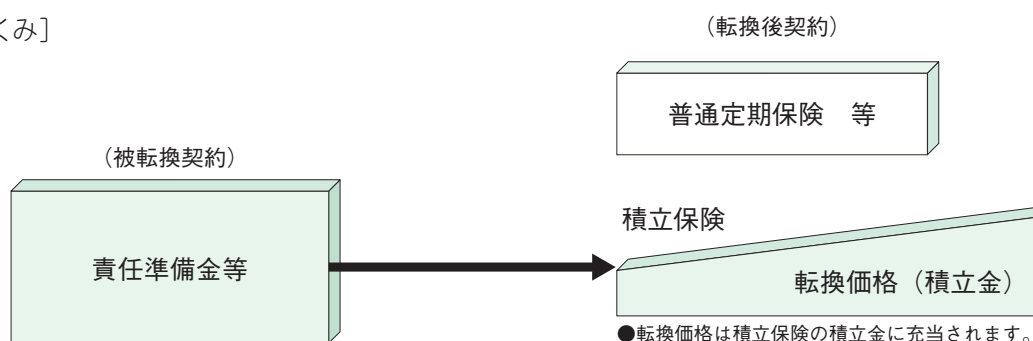 くみ]
(転換後契約)
普通定期保険 等
(被転換契約)
積立保険
責任準備金等
転換価格(積立金)
●転換価格は積立保険の積立金に充当されます。